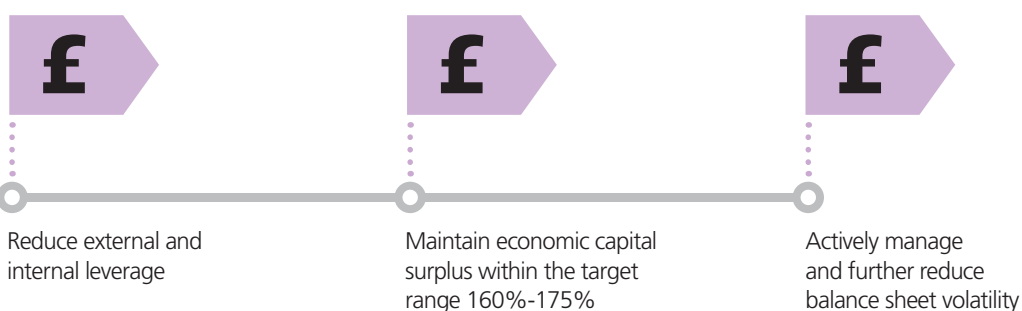 £
£
£
Reduce external and
internal leverage
Maintain economic capital
surplus within the target
range 160%-175%
Actively manage
and further reduce
balance sheet volatility